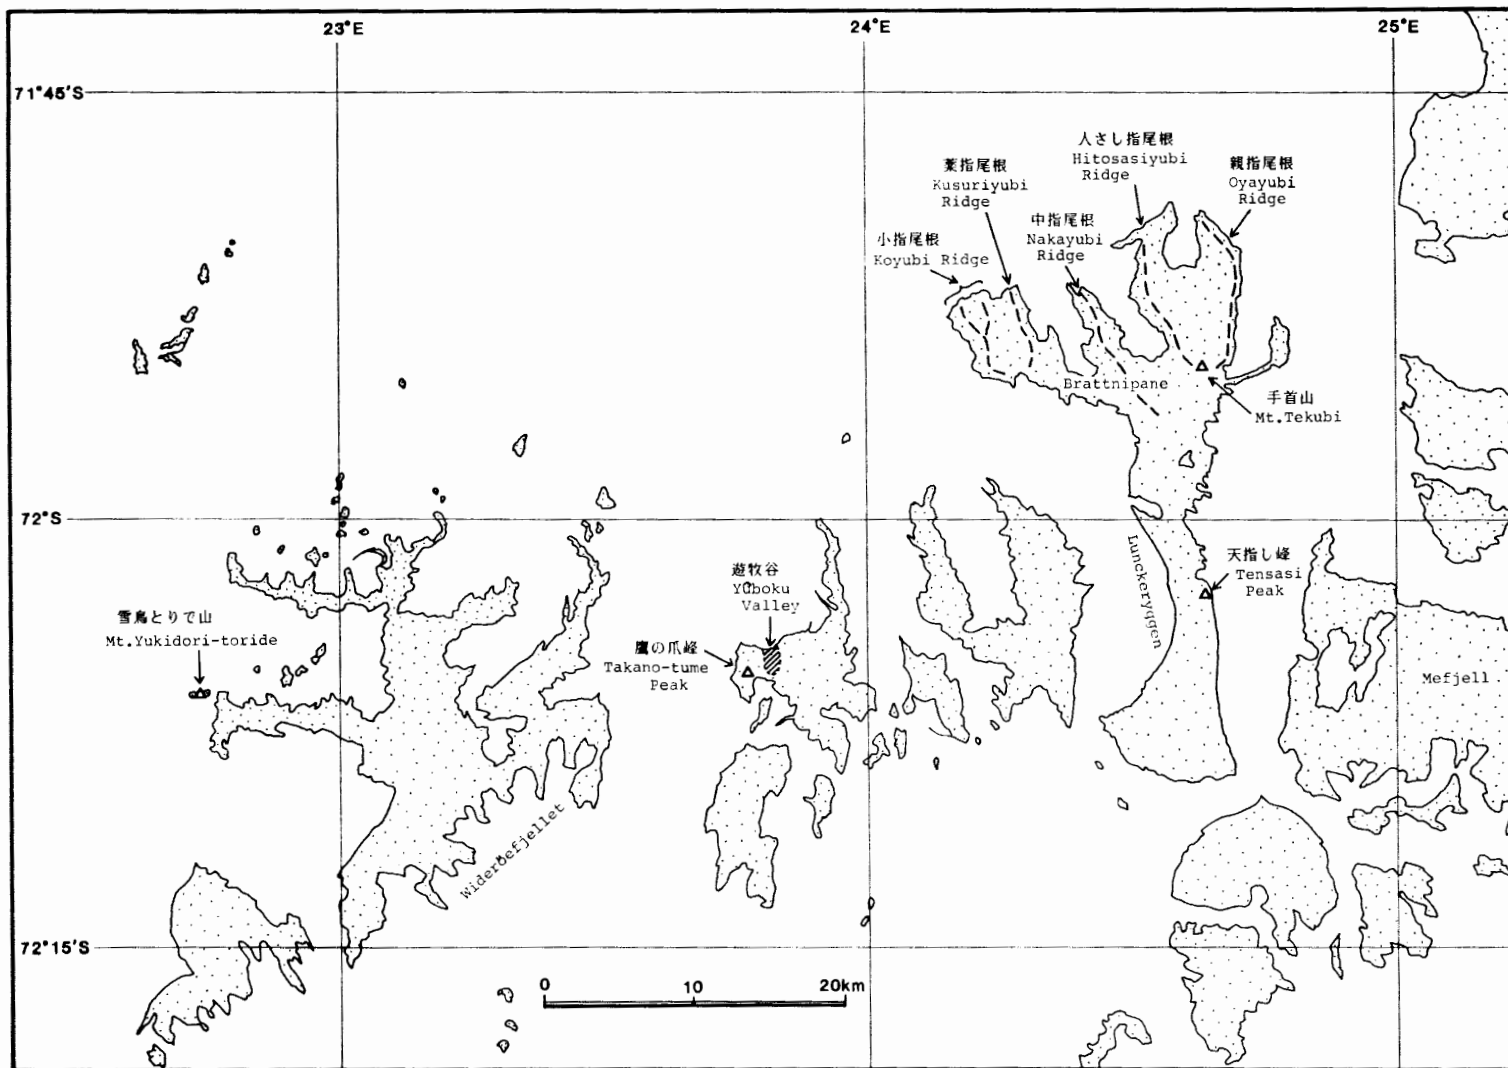 23°E
24°E
25°E
71°45'S
人さし指尾根
Hitosasiyubi
Ridge
薬指尾根
Kusuriyubi
Ridge
親指尾根
Oyayubi
Ridge
中指尾根
Nakayubi
Ridge
小指尾根
Koyubi Ridge
Brattnipane
手首山
Mt.Tekubi
72°S
Lunckeryggen
天指し峰
Tensasi
Peak
遊牧谷
Yûboku
Valley
雪鳥とりで山
Mt.Yukidori-toride
鷹の爪峰
Takano-tume
Peak
Mefjell
Widerøefjellet
72°15'S
0
10
20km